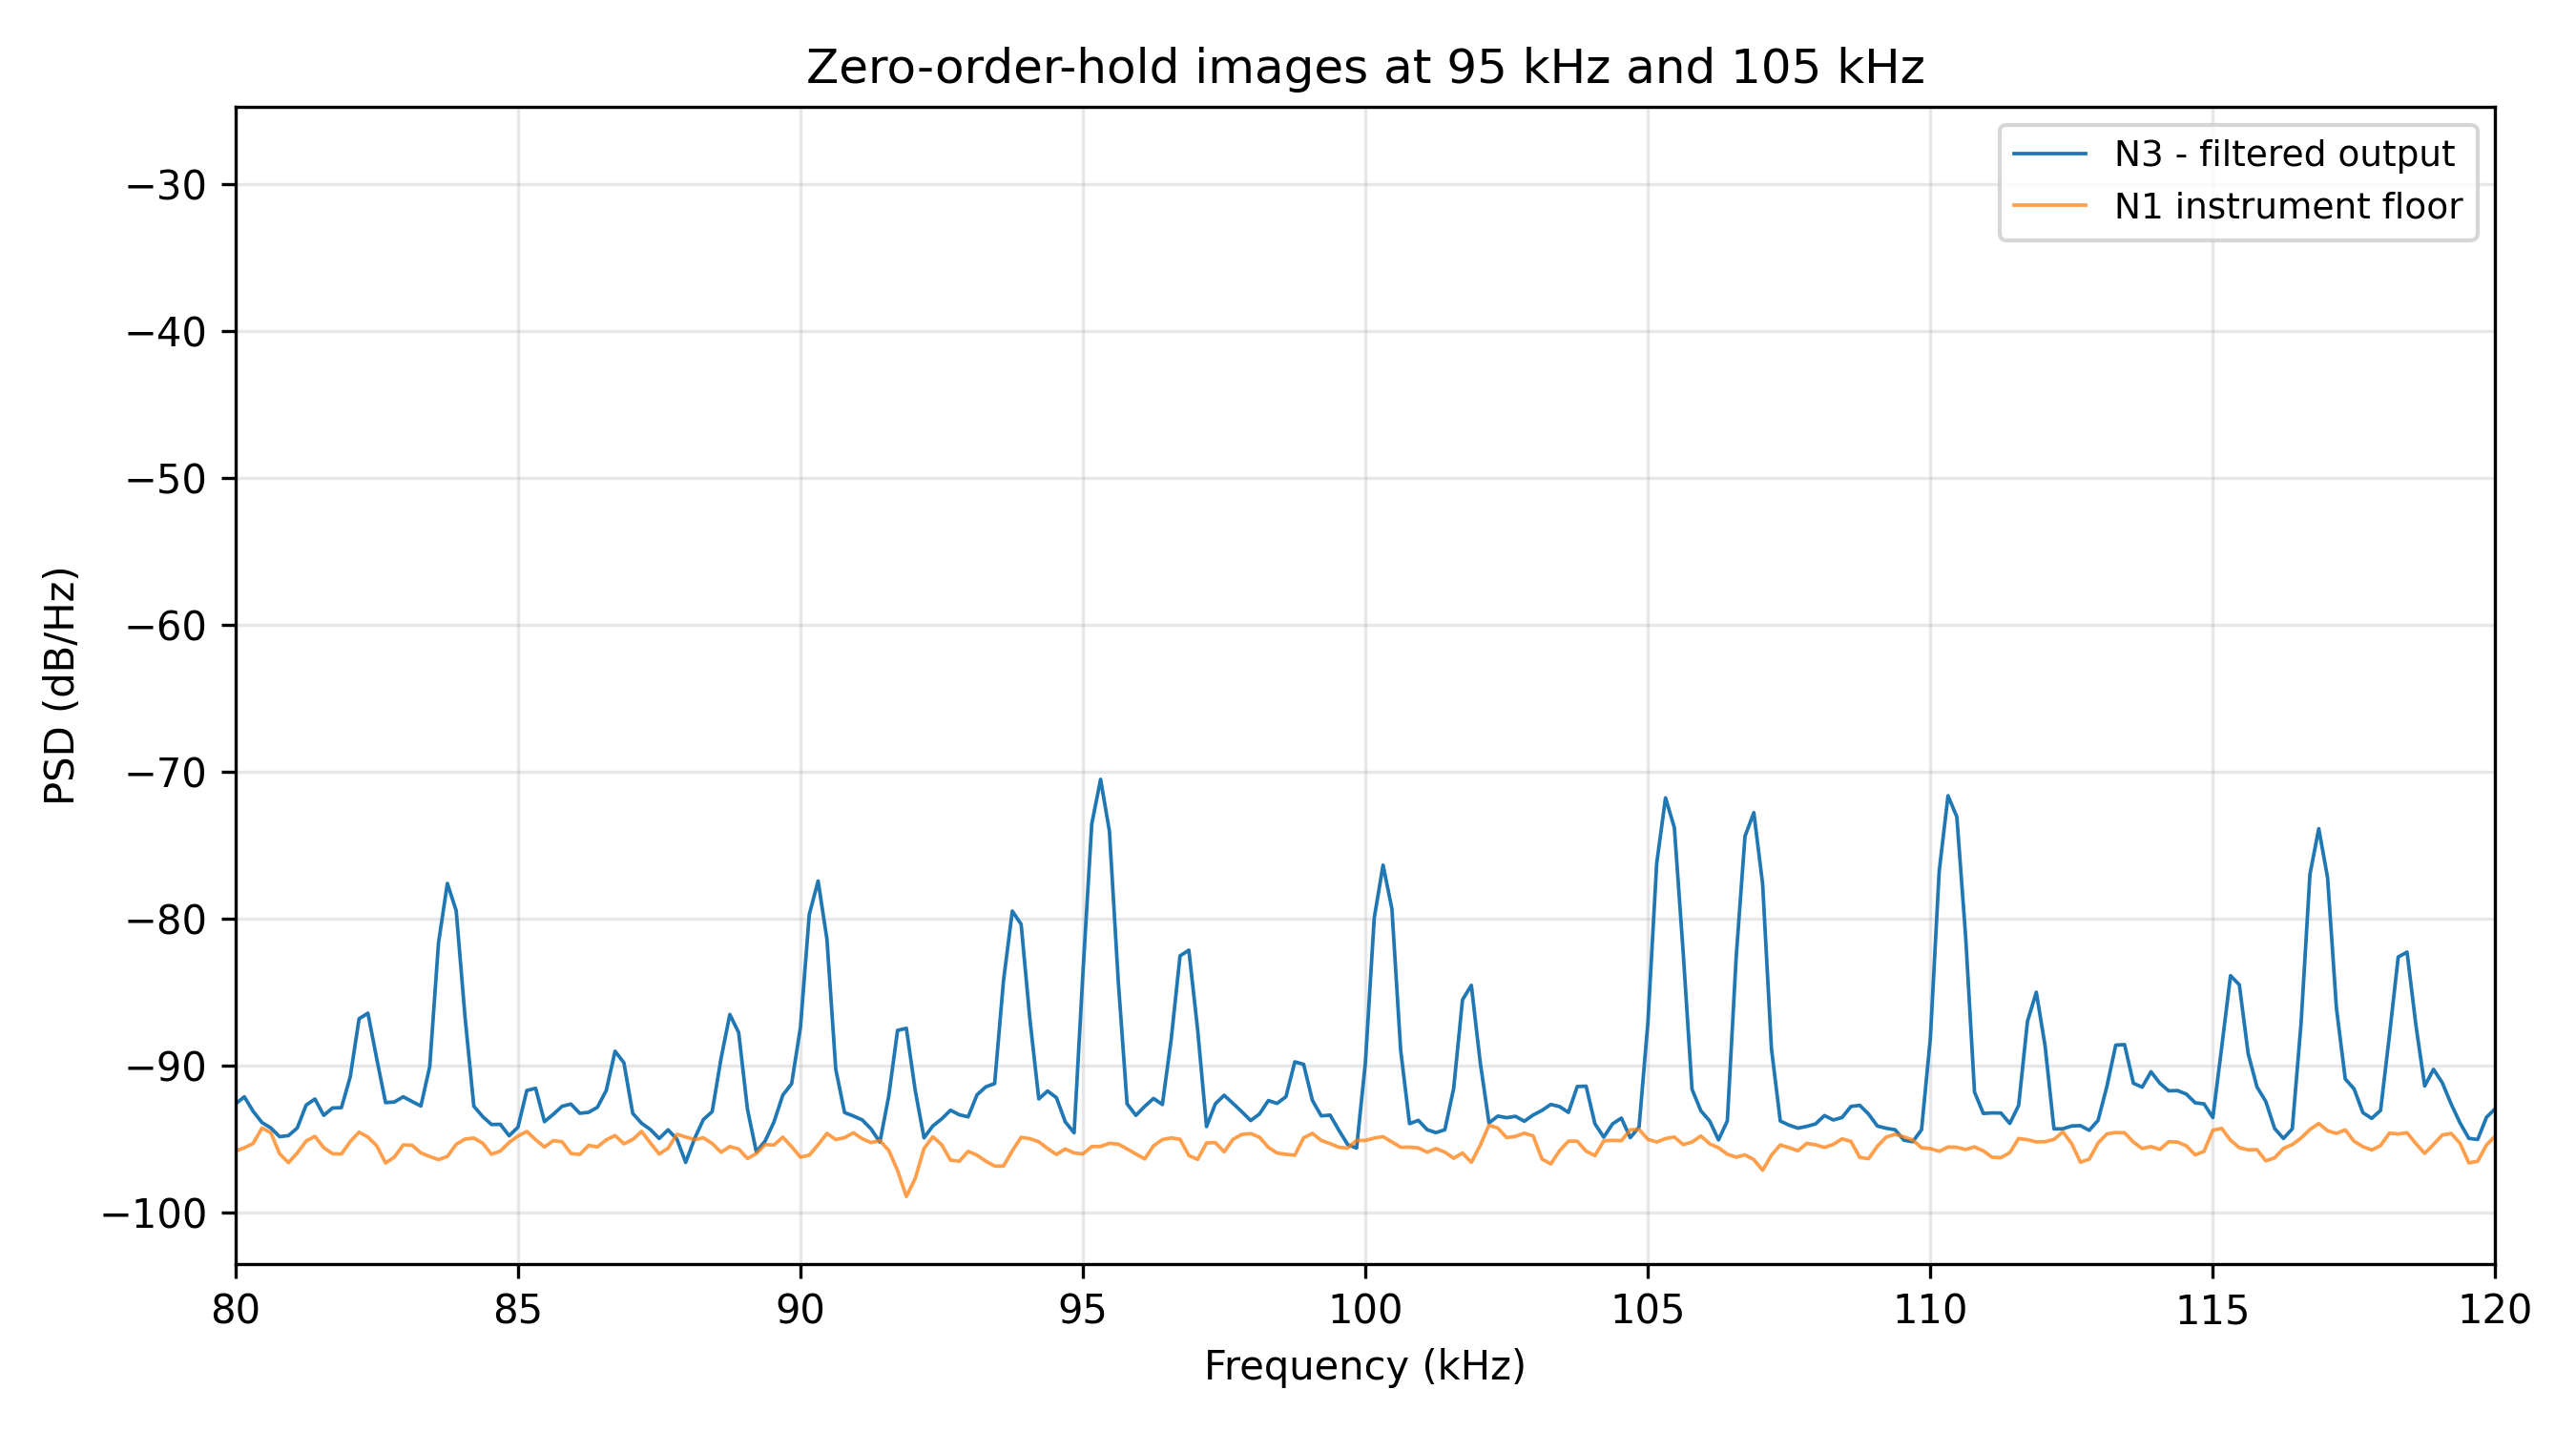 Zero-order-hold images at 95 kHz and 105 kHz
N3 - filtered output
N1 instrument floor
PSD (dB/Hz)
−30
−40
−50
−60
−70
−80
−90
−100
80 85 90 95 100 105 110 115 120
Frequency (kHz)